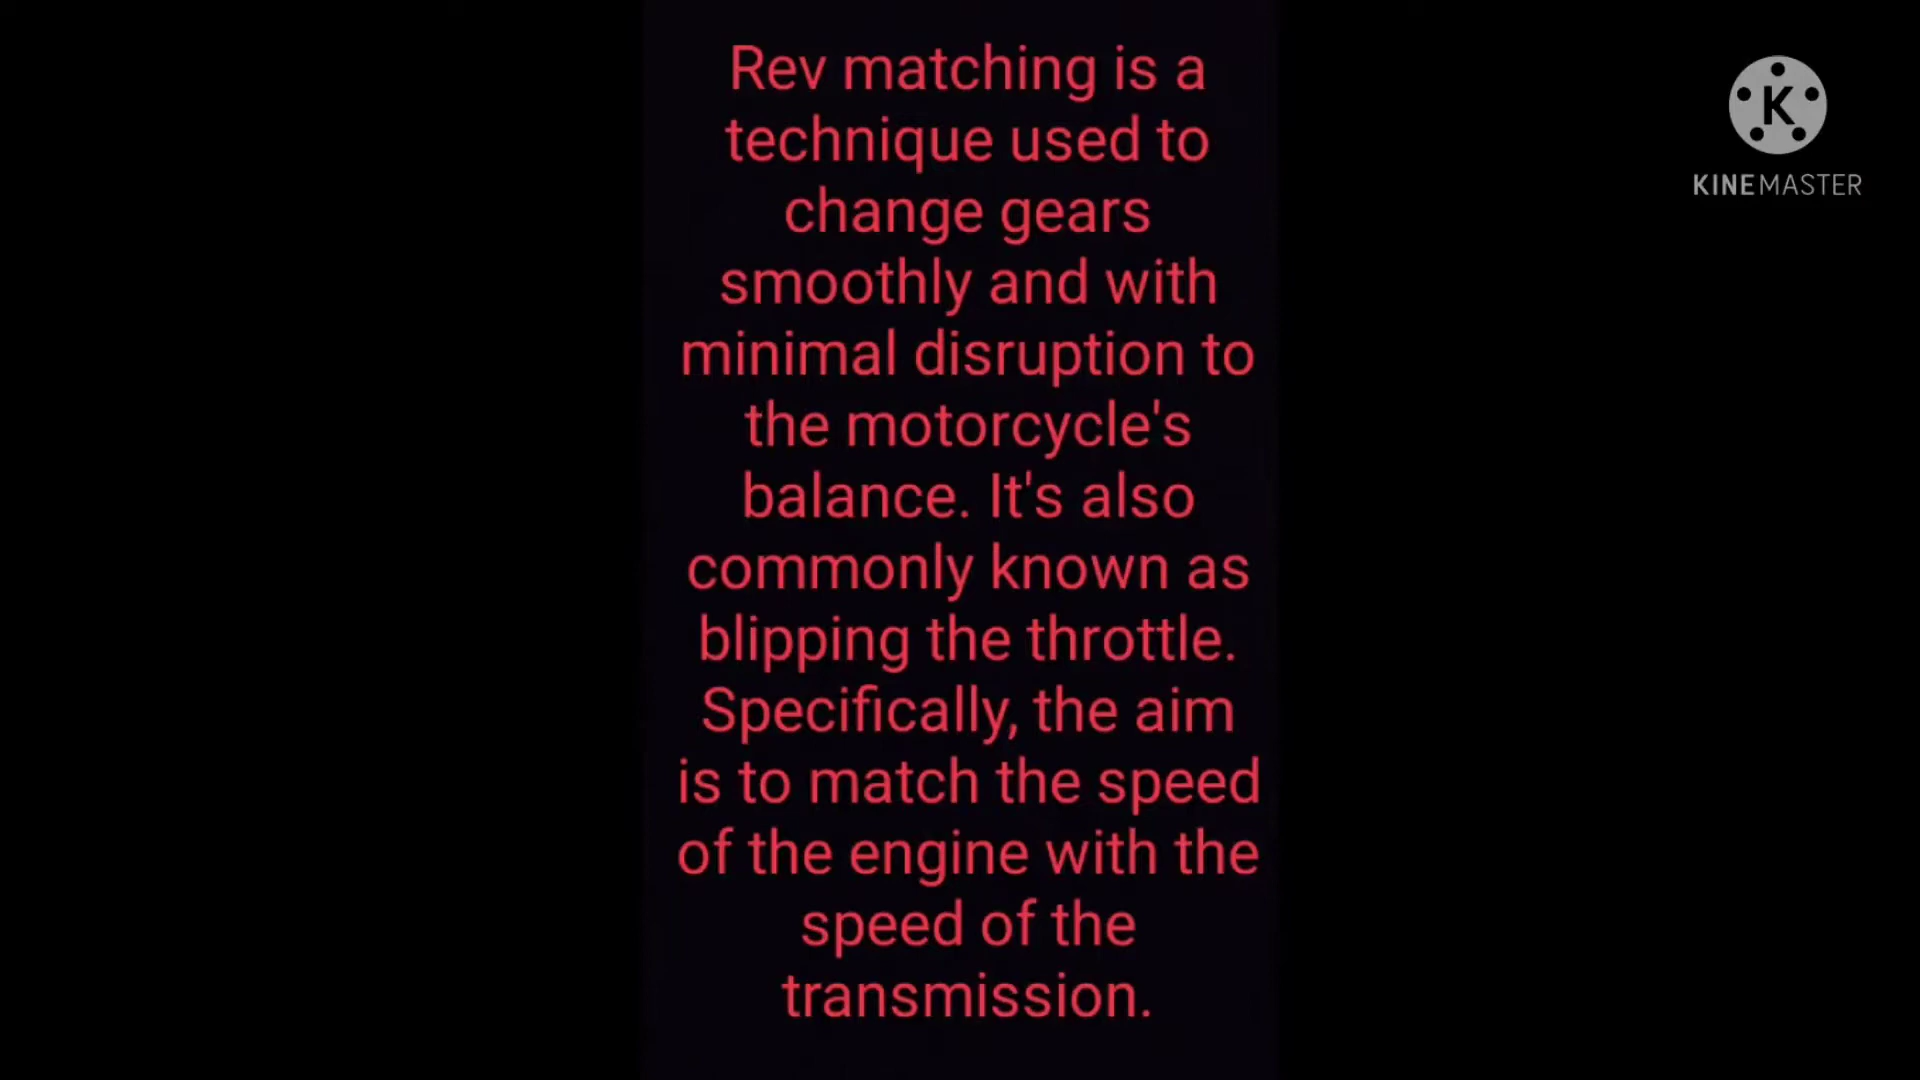 Rev matching is a
technique used to
change gears
smoothly and with
minimal disruption to
the motorcycle's
balance. It's also
commonly known as
blipping the throttle.
Specifically, the aim
is to match the speed
of the engine with the
speed of the
transmission.
K
KINEMASTER